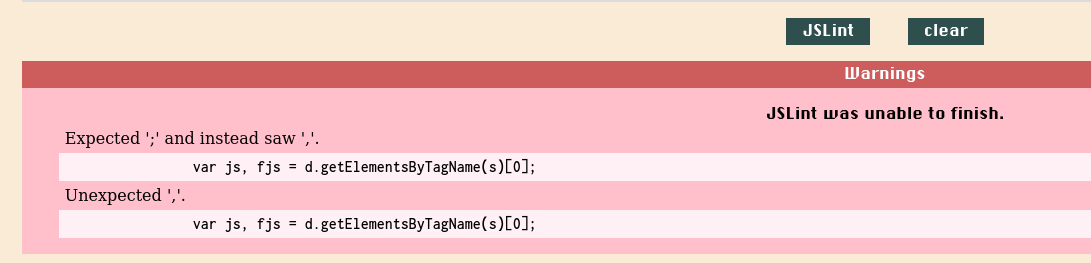 JSLint clear
Warnings
JSLint was unable to finish.
Expected ';' and instead saw ','.
var js, fjs = d.getElementsByTagName(s)[0];
Unexpected ','.
var js, fjs = d.getElementsByTagName(s)[0];